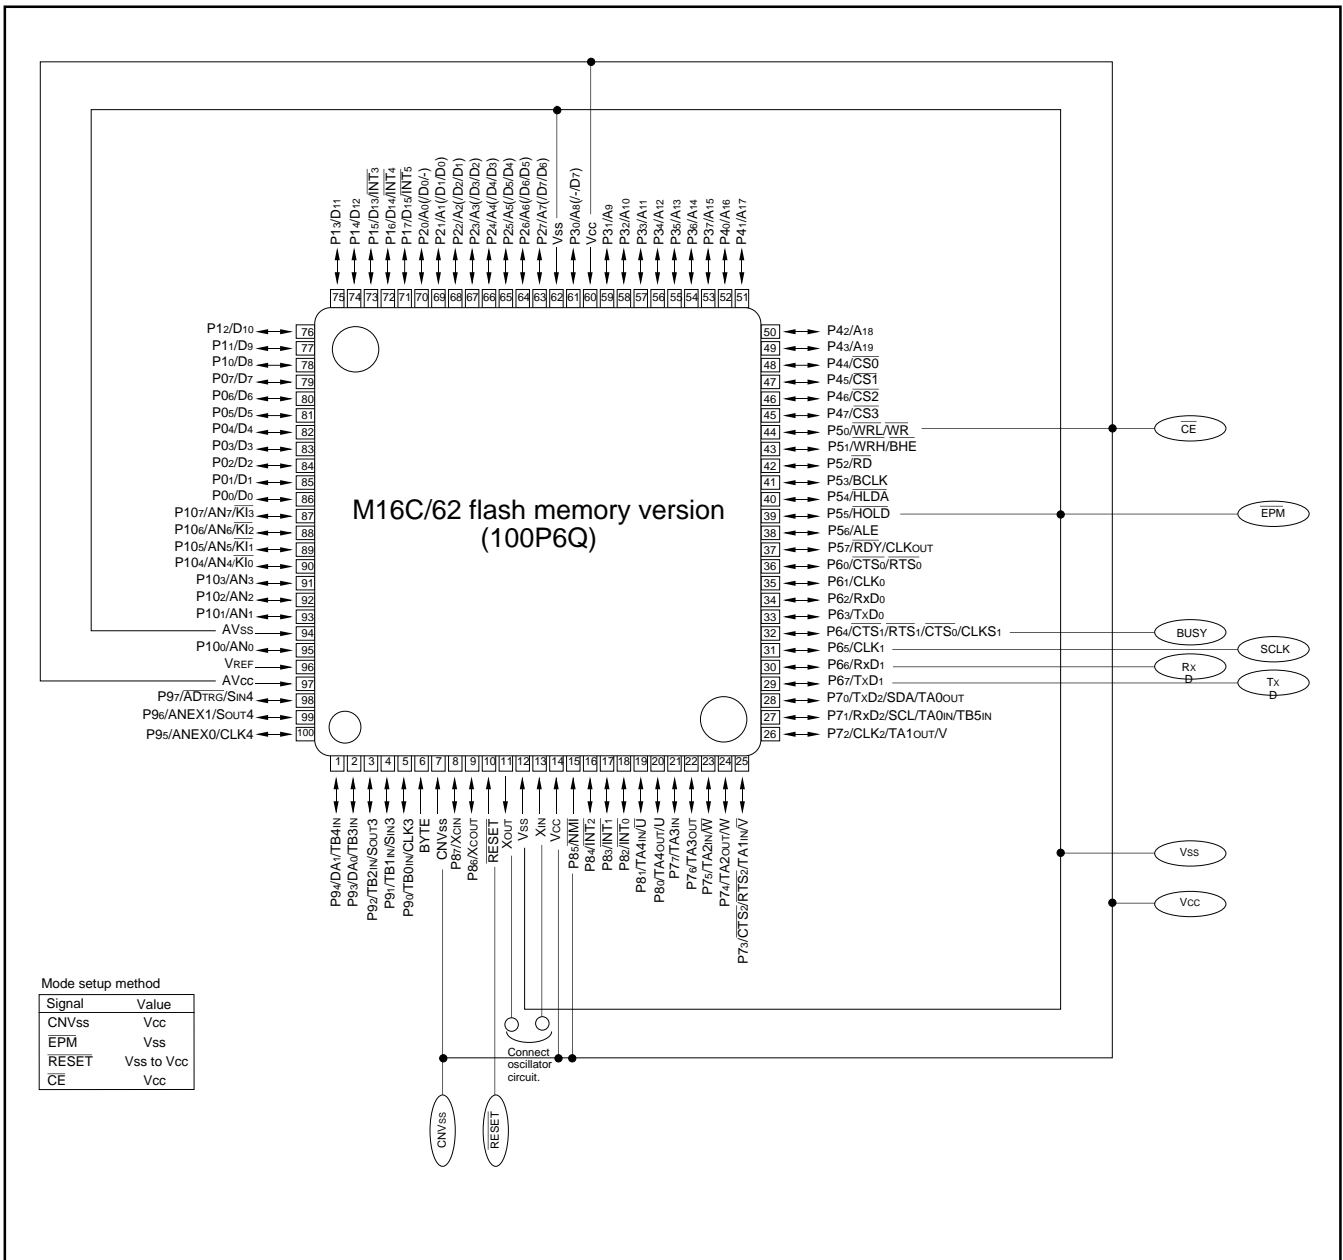 P13/D11
P14/D12
P15/D13/INT3
P16/D14/INT4
P17/D15/INT5
P20/A0(/D0/-)
P21/A1(/D1/D0)
P22/A2(/D2/D1)
P23/A3(/D3/D2)
P24/A4(/D4/D3)
P25/A5(/D5/D4)
P26/A6(/D6/D5)
P27/A7(/D7/D6)
Vss
P30/A8(/-/D7)
Vcc
P31/A9
P32/A10
P33/A11
P34/A12
P35/A13
P36/A14
P37/A15
P40/A16
P41/A17
75 74 73 72 71 70 69 68 67 66 65 64 63 62 61 60 59 58 57 56 55 54 53 52 51
P12/D10 76
P11/D9 77
P10/D8 78
P07/D7 79
P06/D6 80
P05/D5 81
P04/D4 82
P03/D3 83
P02/D2 84
P01/D1 85
P00/D0 86
P107/AN7/KI3 87
P106/AN6/KI2 88
P105/AN5/KI1 89
P104/AN4/KI0 90
P103/AN3 91
P102/AN2 92
P101/AN1 93
AVss 94
P100/AN0 95
VREF 96
AVcc 97
P97/ADTRG/SIN4 98
P96/ANEX1/SOUT4 99
P95/ANEX0/CLK4 100
M16C/62 flash memory version
(100P6Q)
50 P42/A18
49 P43/A19
48 P44/CS0
47 P45/CS1
46 P46/CS2
45 P47/CS3
44 P50/WRL/WR
43 P51/WRH/BHE
42 P52/RD
41 P53/BCLK
40 P54/HLDA
39 P55/HOLD
38 P56/ALE
37 P57/RDY/CLKOUT
36 P60/CTS0/RTS0
35 P61/CLK0
34 P62/RxD0
33 P63/TxD0
32 P64/CTS1/RTS1/CTS0/CLKS1
31 P65/CLK1
30 P66/RxD1
29 P67/TxD1
28 P70/TxD2/SDA/TA0OUT
27 P71/RxD2/SCL/TA0IN/TB5IN
26 P72/CLK2/TA1OUT/V
CE
EPM
BUSY
SCLK
Rx
D
Tx
D
Vss
Vcc
1 2 3 4 5 6 7 8 9 10 11 12 13 14 15 16 17 18 19 20 21 22 23 24 25
P94/DA1/TB4IN
P93/DA0/TB3IN
P92/TB2IN/SOUT3
P91/TB1IN/SIN3
P90/TB0IN/CLK3
BYTE
CNVss
P87/XCIN
P86/XCOUT
RESET
XOUT
Vss
XIN
Vcc
P85/NMI
P84/INT2
P83/INT1
P82/INT0
P81/TA4IN/U
P80/TA4OUT/U
P77/TA3IN
P76/TA3OUT
P75/TA2IN/W
P74/TA2OUT/W
P73/CTS2/RTS2/TA1IN/V
Connect
oscillator
circuit.
CNVss
RESET
Mode setup method
Signal Value
CNVss Vcc
EPM Vss
RESET Vss to Vcc
CE Vcc